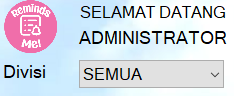 Reminds
Me!
SELAMAT DATANG
ADMINISTRATOR
Divisi
SEMUA